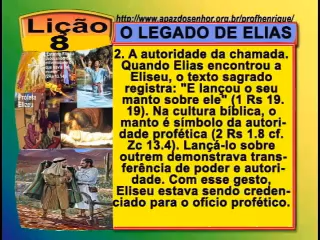 http://www.apazdosenhor.org.br/profhenrique/
Lição
8
O LEGADO DE ELIAS
Profeta
Eliseu
2. A autoridade da chamada.
Quando Elias encontrou a
Eliseu, o texto sagrado
registra: "E lançou o seu
manto sobre ele" (1 Rs 19.
19). Na cultura bíblica, o
manto é símbolo da autori-
dade profética (2 Rs 1.8 cf.
Zc 13.4). Lançá-lo sobre
outrem demonstrava trans-
ferência de poder e autori-
dade. Com esse gesto,
Eliseu estava sendo creden-
ciado para o ofício profético.